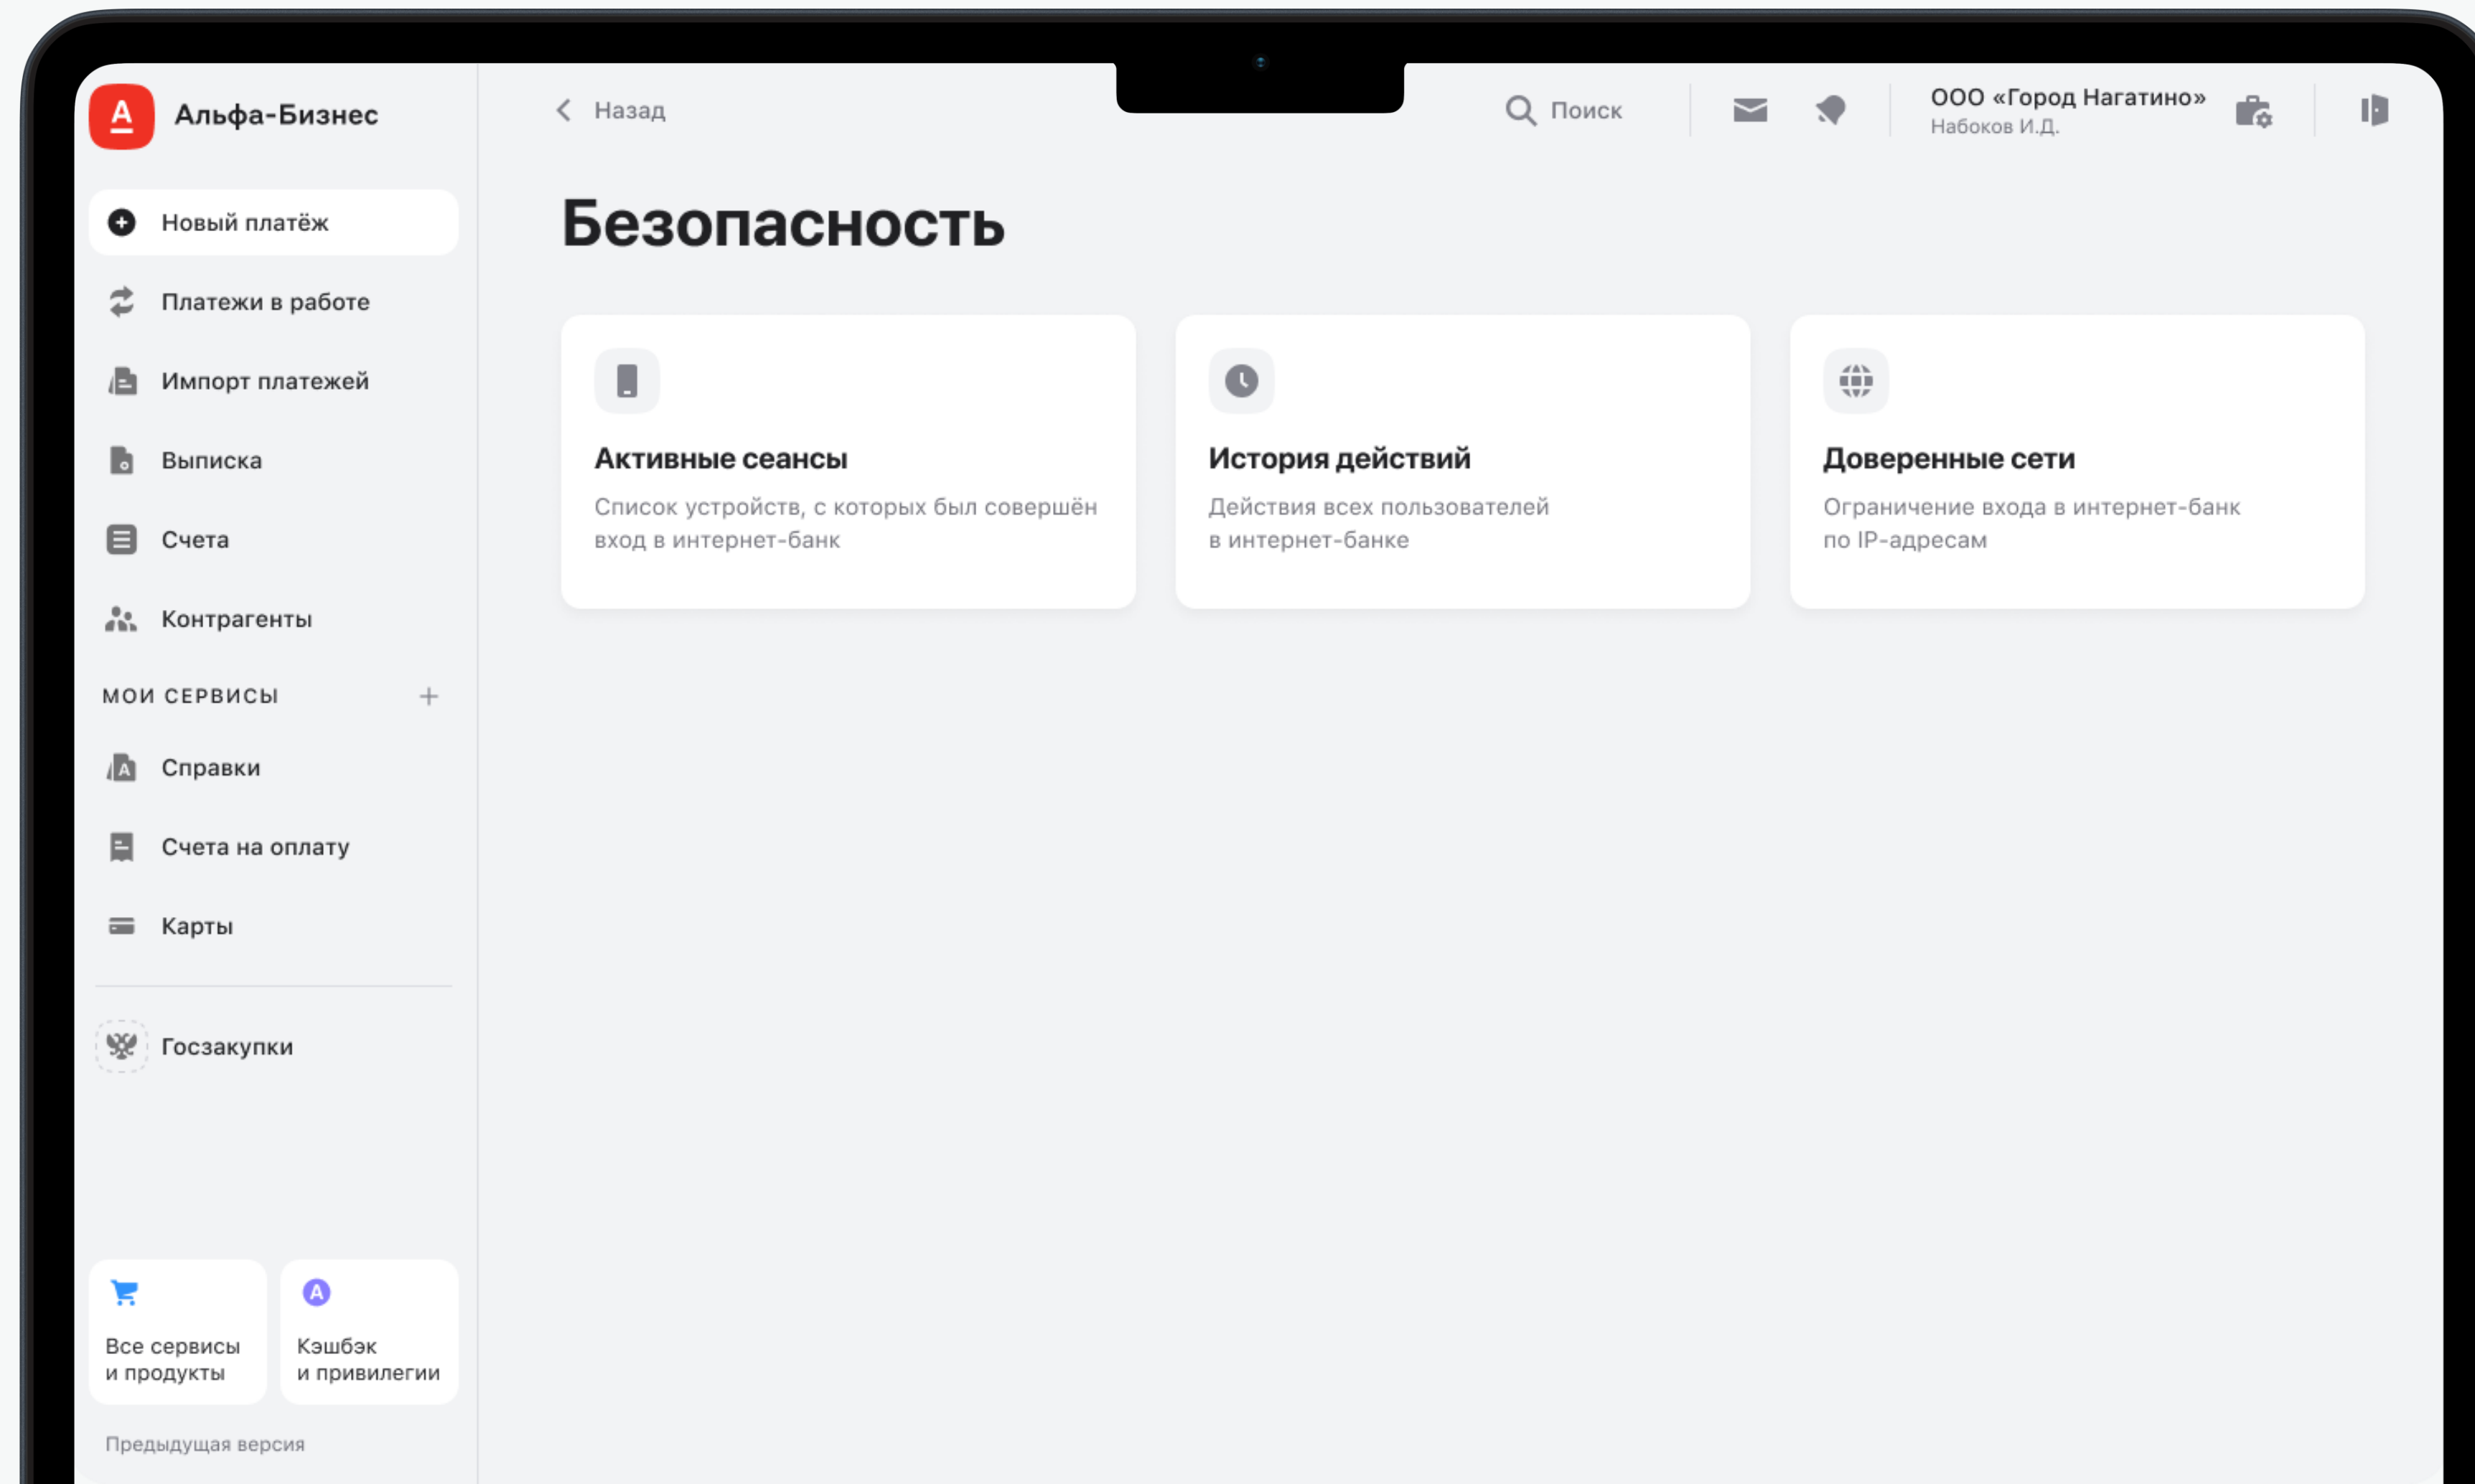 Альфа-Бизнес
Назад
Поиск
ООО «Город Нагатино»
Набоков И.Д.
Новый платёж
Платежи в работе
Импорт платежей
Выписка
Счета
Контрагенты
МОИ СЕРВИСЫ
Справки
Счета на оплату
Карты
Госзакупки
Все сервисы
и продукты
Кэшбэк
и привилегии
Предыдущая версия
Безопасность
Активные сеансы
Список устройств, с которых был совершён
вход в интернет-банк
История действий
Действия всех пользователей
в интернет-банке
Доверенные сети
Ограничение входа в интернет-банк
по IP-адресам